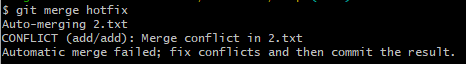 $ git merge hotfix
Auto-merging 2.txt
CONFLICT (add/add): Merge conflict in 2.txt
Automatic merge failed; fix conflicts and then commit the result.